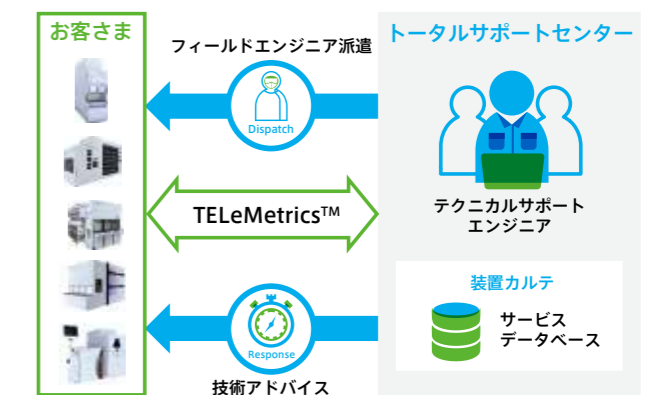 お客さま
フィールドエンジニア派遣
Dispatch
TELeMetrics™
Response
技術アドバイス
トータルサポートセンター
テクニカルサポート
エンジニア
装置カルテ
サービス
データベース